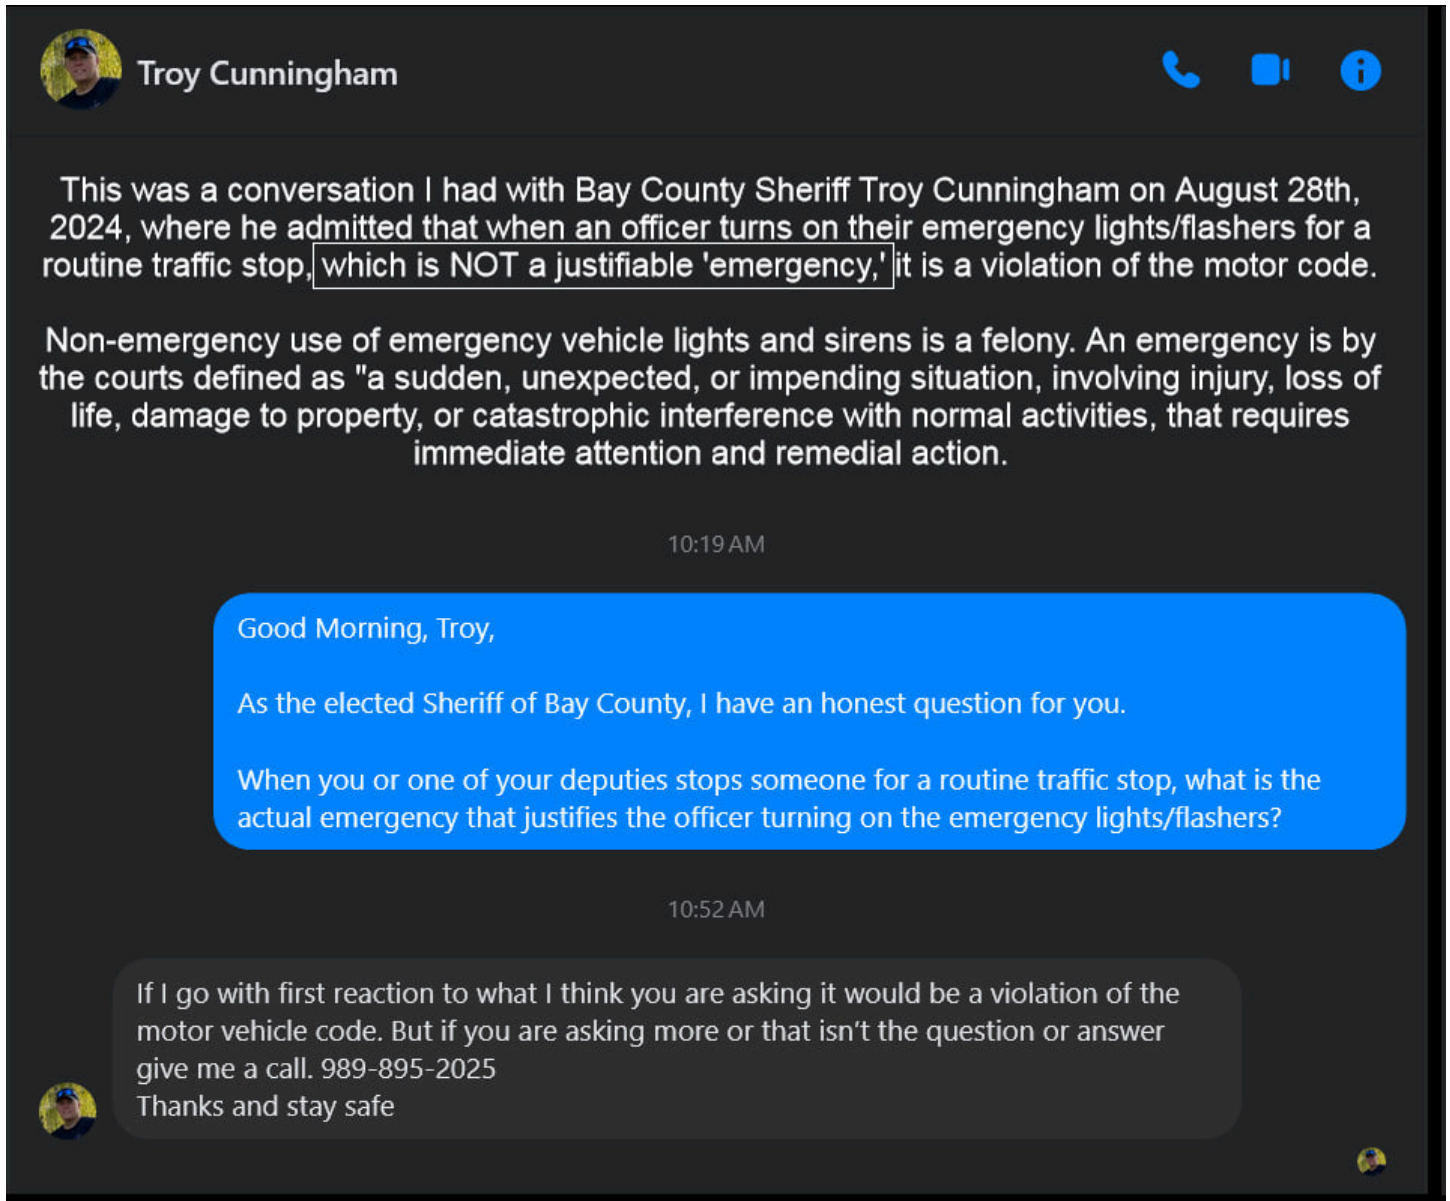 Troy Cunningham
This was a conversation I had with Bay County Sheriff Troy Cunningham on August 28th,
2024, where he admitted that when an officer turns on their emergency lights/flashers for a
routine traffic stop, which is NOT a justifiable 'emergency,' it is a violation of the motor code.
Non-emergency use of emergency vehicle lights and sirens is a felony. An emergency is by
the courts defined as "a sudden, unexpected, or impending situation, involving injury, loss of
life, damage to property, or catastrophic interference with normal activities, that requires
immediate attention and remedial action.
10:19 AM
Good Morning, Troy,
As the elected Sheriff of Bay County, I have an honest question for you.
When you or one of your deputies stops someone for a routine traffic stop, what is the
actual emergency that justifies the officer turning on the emergency lights/flashers?
10:52 AM
If I go with first reaction to what I think you are asking it would be a violation of the
motor vehicle code. But if you are asking more or that isn't the question or answer
give me a call. 989-895-2025
Thanks and stay safe